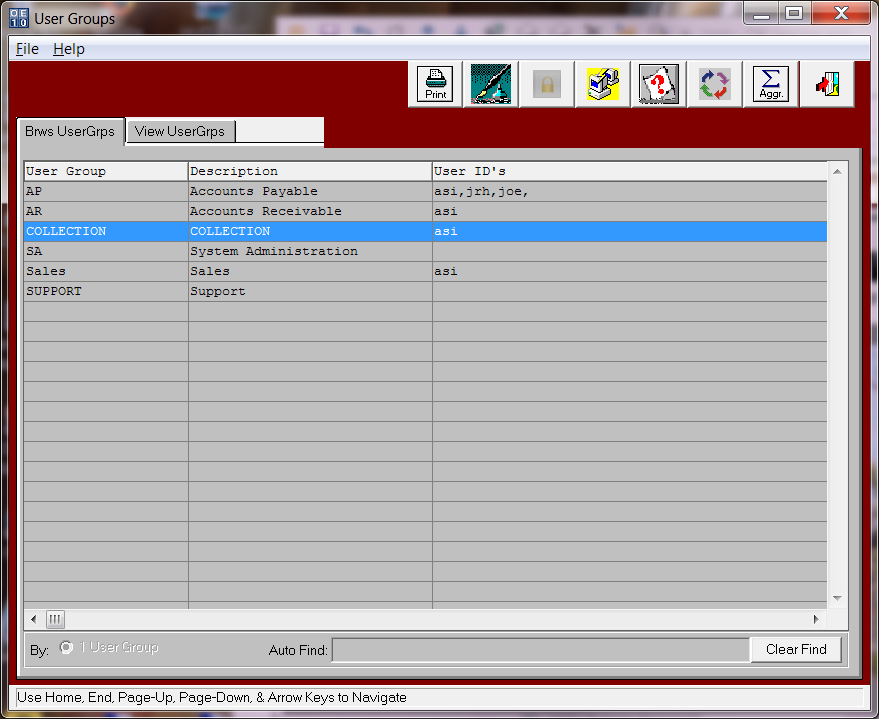 OE
10 User Groups
File Help
Print Σ
Aggr.
Brws UserGrps View UserGrps
User Group Description User ID's
AP Accounts Payable asi,jrh,joe,
AR Accounts Receivable asi
COLLECTION COLLECTION asi
SA System Administration
Sales Sales asi
SUPPORT Support
By: 1 User Group Auto Find: Clear Find
Use Home, End, Page-Up, Page-Down, & Arrow Keys to Navigate